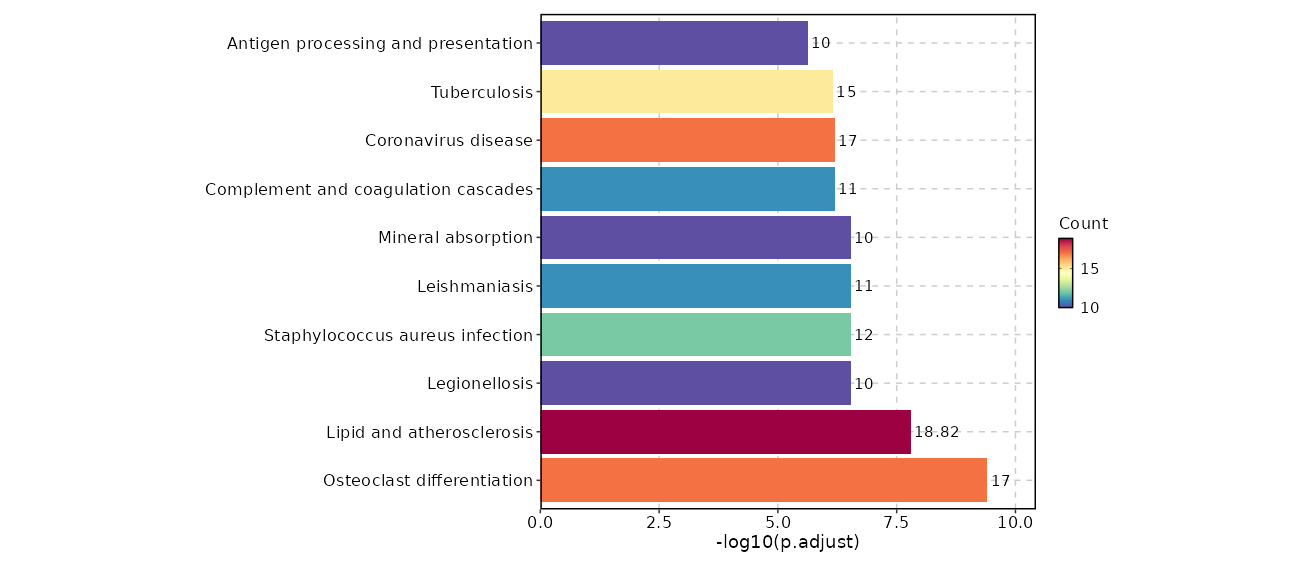 Antigen processing and presentation
10
Tuberculosis
15
Coronavirus disease
17
Complement and coagulation cascades
11
Mineral absorption
10
Leishmaniasis
11
Staphylococcus aureus infection
12
Legionellosis
10
Lipid and atherosclerosis
18.82
Osteoclast differentiation
17
0.0
2.5
5.0
7.5
10.0
-log10(p.adjust)
Count
15
10